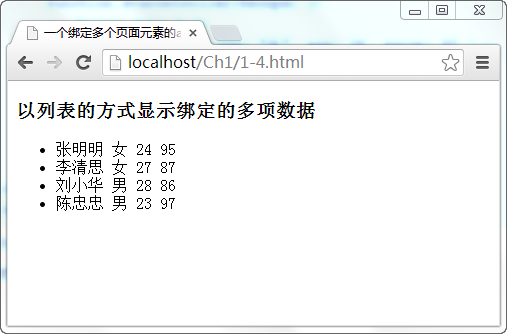 一个绑定多个页面元素的a
localhost/Ch1/1-4.html
以列表的方式显示绑定的多项数据
张明明 女 24 95
李清思 女 27 87
刘小华 男 28 86
陈忠忠 男 23 97